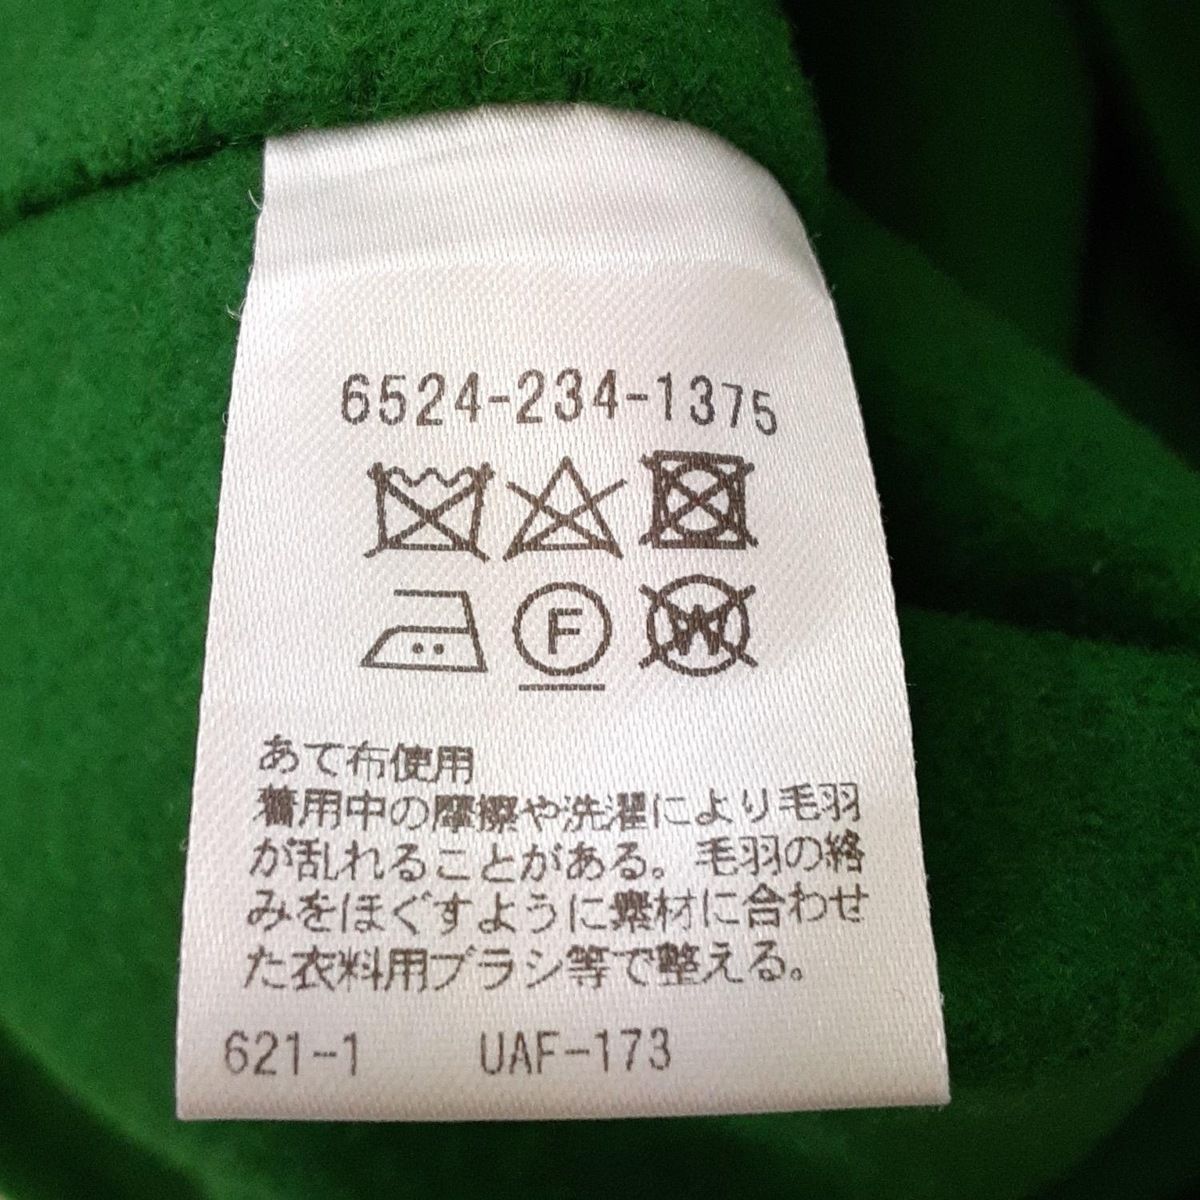 6524-234-1375
F
W
あて布使用
着用中の摩擦や洗濯により毛羽
が乱れることがある。毛羽の絡
みをほぐすように素材に合わせ
た衣料用ブラシ等で整える。
621-1 UAF-173